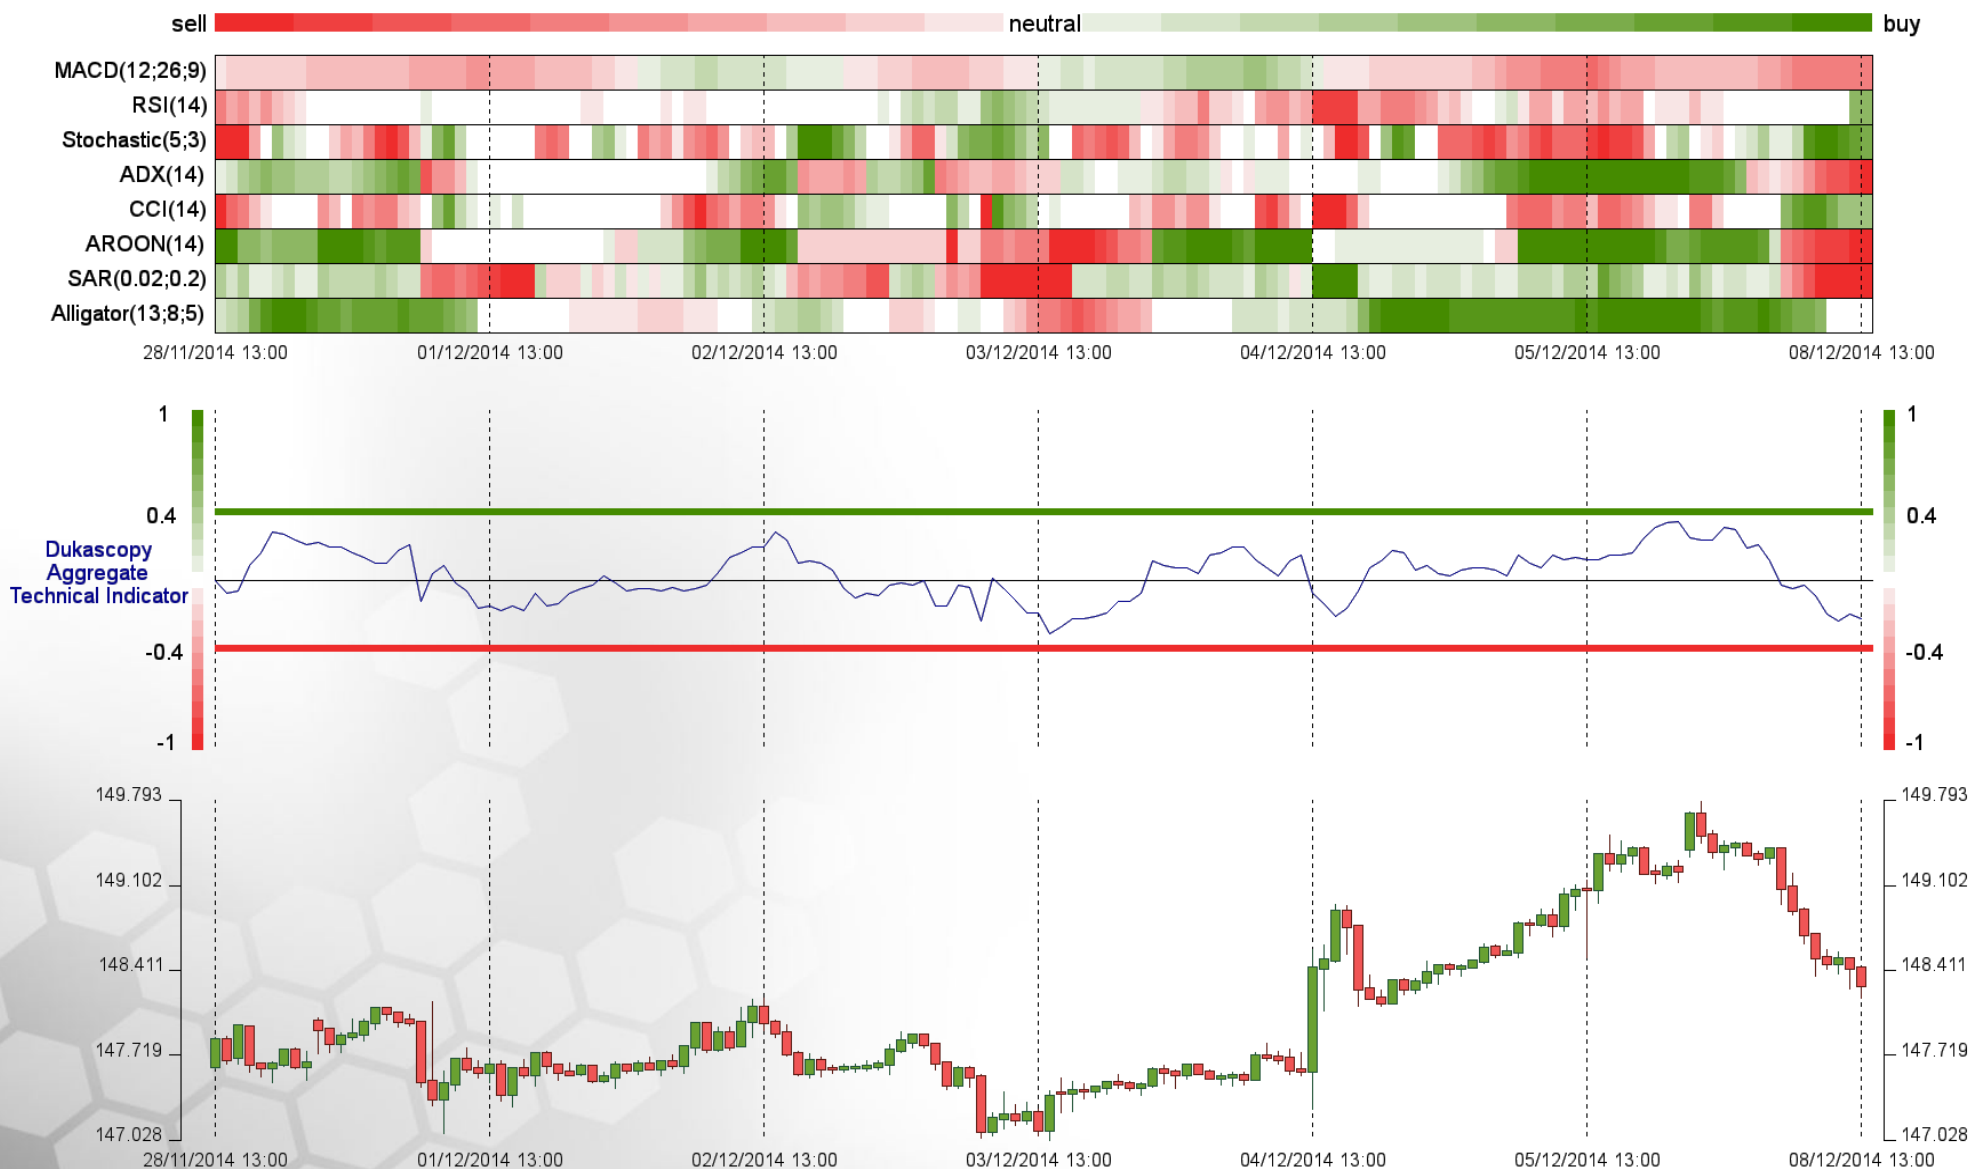 sell neutral buy
MACD(12;26;9)
RSI(14)
Stochastic(5;3)
ADX(14)
CCI(14)
AROON(14)
SAR(0.02;0.2)
Alligator(13;8;5)
28/11/2014 13:00 01/12/2014 13:00 02/12/2014 13:00 03/12/2014 13:00 04/12/2014 13:00 05/12/2014 13:00 08/12/2014 13:00
1 1
0.4 0.4
Dukascopy
Aggregate
Technical Indicator
-0.4 -0.4
-1 -1
149.793 149.793
149.102 149.102
148.411 148.411
147.719 147.719
147.028 147.028
28/11/2014 13:00 01/12/2014 13:00 02/12/2014 13:00 03/12/2014 13:00 04/12/2014 13:00 05/12/2014 13:00 08/12/2014 13:00